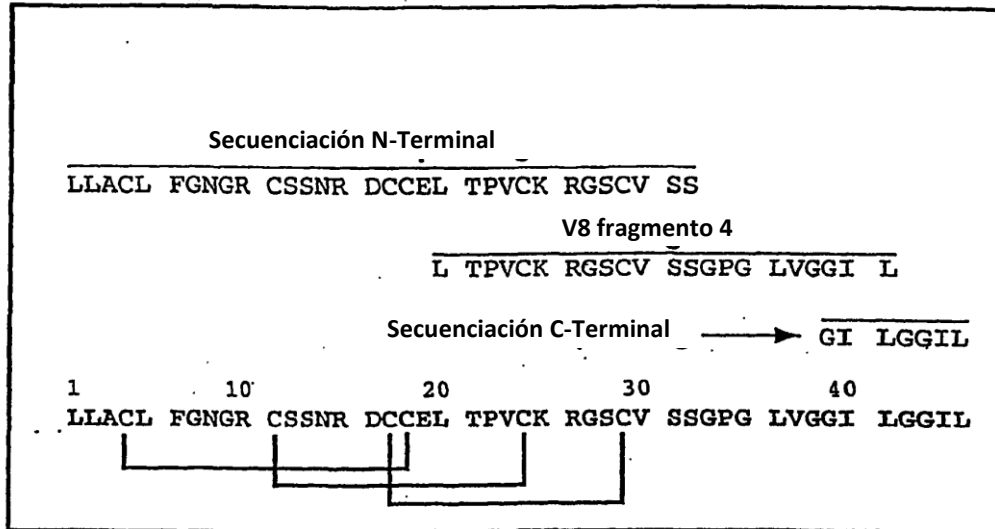 Secuenciación N-Terminal
LLACL FGNGR CSSNR DCCEL TPVCK RGSCV SS
V8 fragmento 4
L TPVCK RGSCV SSGPG LVGGI L
Secuenciación C-Terminal
GI LGGIL
1 10 20 30 40
LLACL FGNGR CSSNR DCCEL TPVCK RGSCV SSGPG LVGGI LGGIL